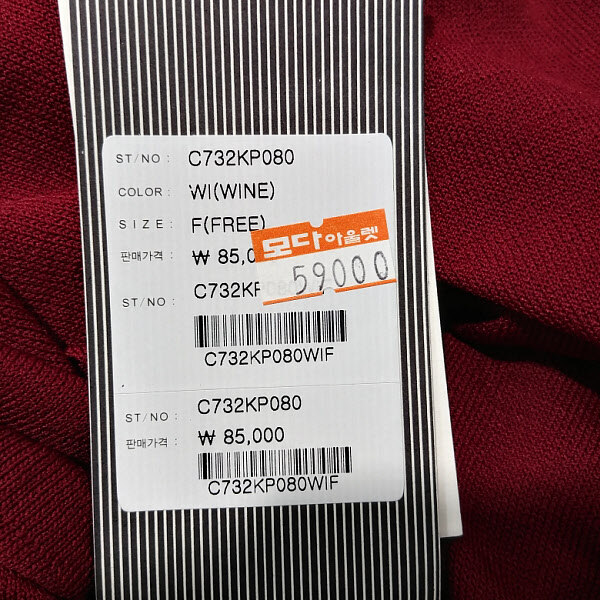 ST/NO : C732KP080
COLOR : WI(WINE)
SIZE : F(FREE)
모다아울렛
판매가격 : ₩ 85,0
59000
ST/NO : C732KP
C732KP080WIF
ST/NO : C732KP080
판매가격 : ₩ 85,000
C732KP080WIF